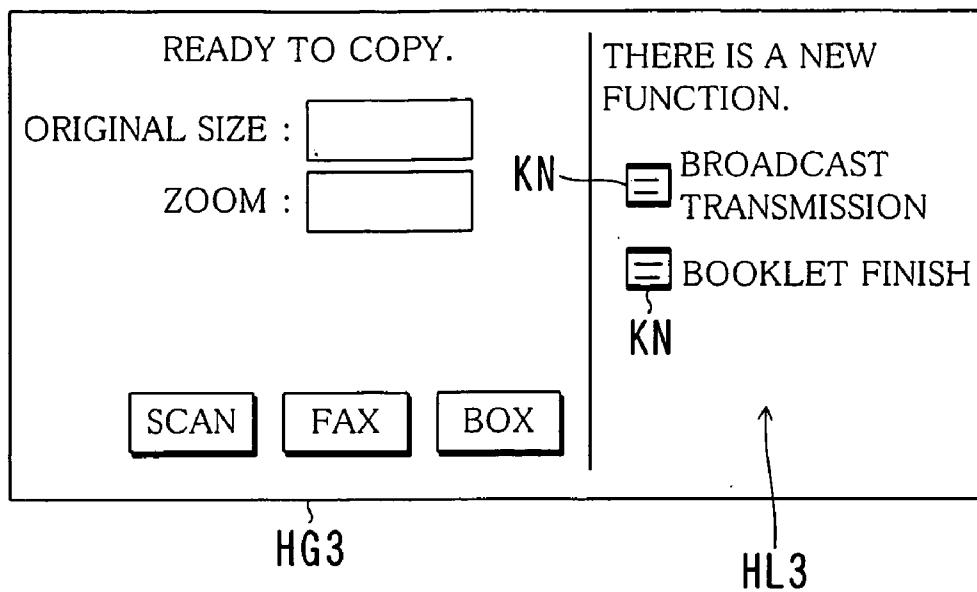 READY TO COPY.
ORIGINAL SIZE :
ZOOM :
SCAN
FAX
BOX
THERE IS A NEW
FUNCTION.
KN
BROADCAST
TRANSMISSION
BOOKLET FINISH
KN
HG3
HL3